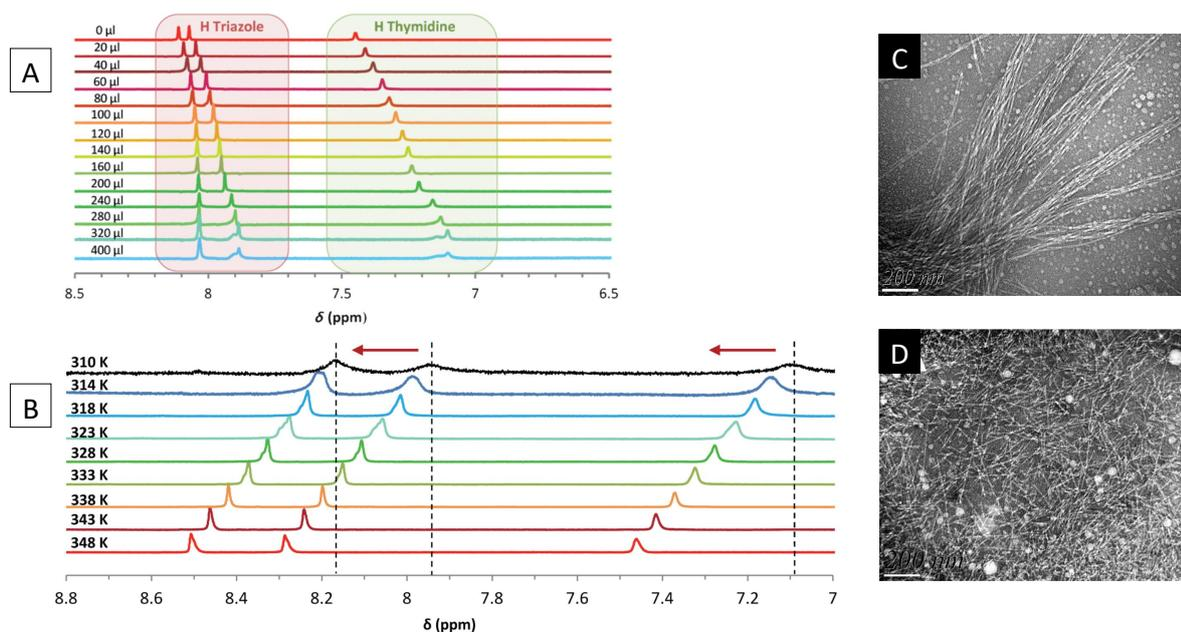 A
H Triazole
H Thymidine
0 µl
20 µl
40 µl
60 µl
80 µl
100 µl
120 µl
140 µl
160 µl
200 µl
240 µl
280 µl
320 µl
400 µl
8.5 8 7.5 7 6.5
δ (ppm)
B
310 K
314 K
318 K
323 K
328 K
333 K
338 K
343 K
348 K
8.8 8.6 8.4 8.2 8 7.8 7.6 7.4 7.2 7
δ (ppm)
C
200 nm
D
200 nm